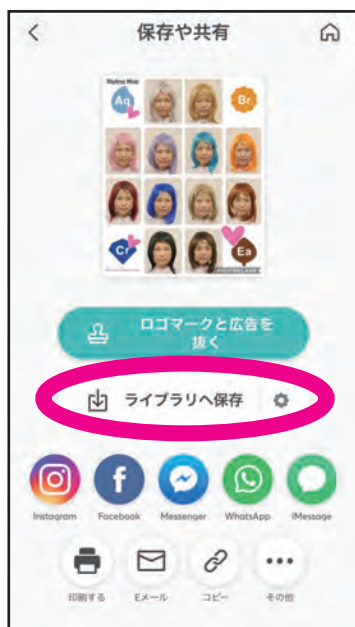 保存や共有
Styling Map
Aq
Br
Cr
Ea
ロゴマークと広告を
抜く
ライブラリへ保存
Instagram
Facebook
Messenger
WhatsApp
iMessage
印刷する
Eメール
コピー
その他